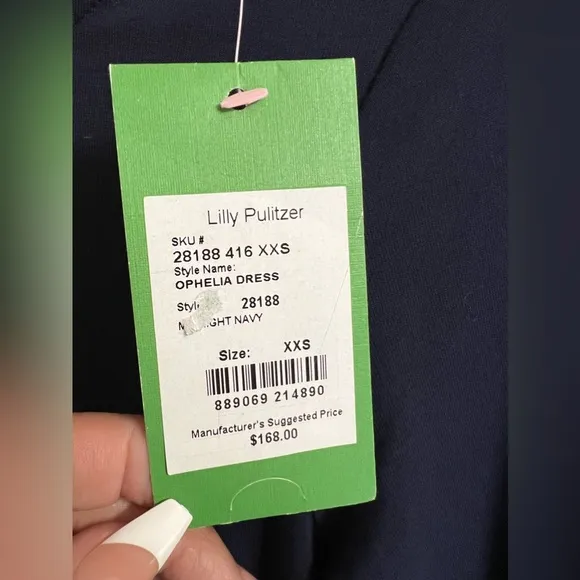 Lilly Pulitzer
SKU #
28188 416 XXS
Style Name:
OPHELIA DRESS
28188
NAVY
Size: XXS
889069 214890
Manufacturer's Suggested Price
$168.00